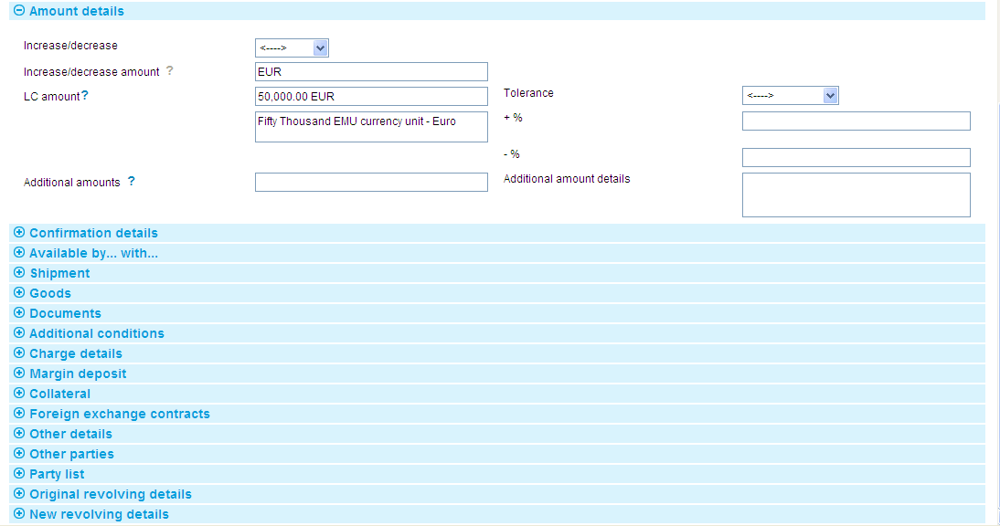 Amount details
Increase/decrease <---->
Increase/decrease amount ? EUR
LC amount? 50,000.00 EUR Tolerance <---->
Fifty Thousand EMU currency unit - Euro + %
- %
Additional amounts ? Additional amount details
Confirmation details
Available by... with...
Shipment
Goods
Documents
Additional conditions
Charge details
Margin deposit
Collateral
Foreign exchange contracts
Other details
Other parties
Party list
Original revolving details
New revolving details